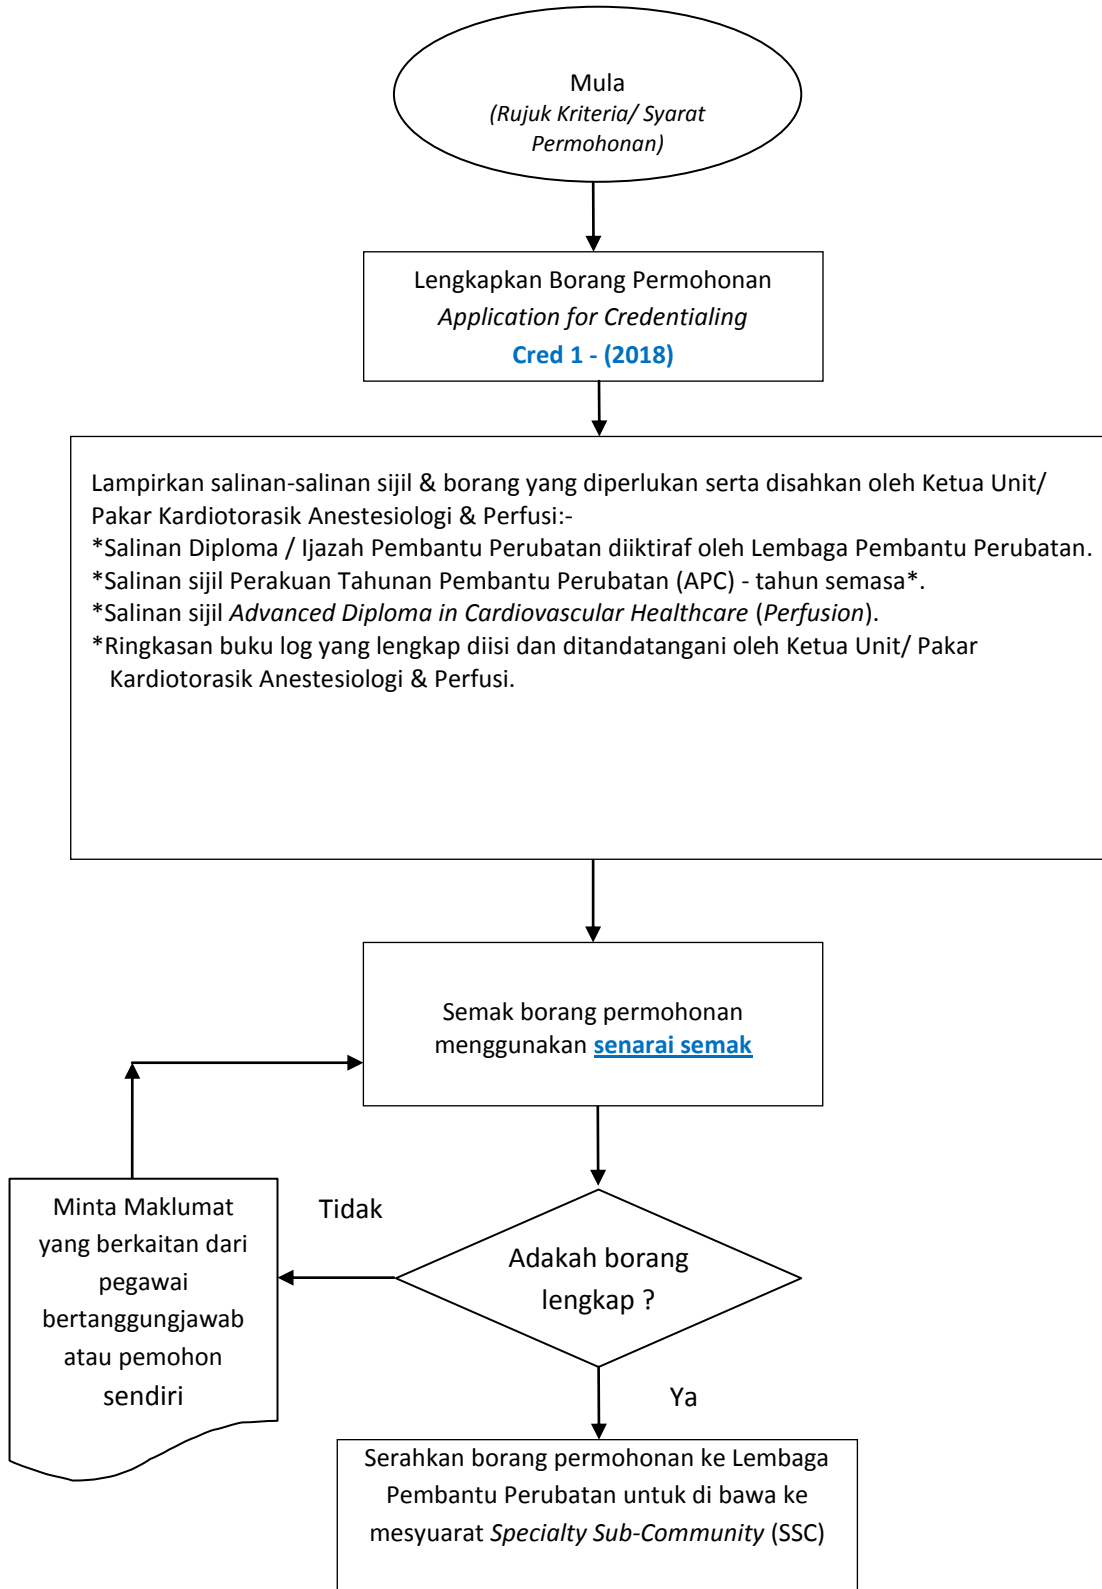 Mula
(Rujuk Kriteria/ Syarat
Permohonan)
Lengkapkan Borang Permohonan
Application for Credentialing
Cred 1 - (2018)
Lampirkan salinan-salinan sijil & borang yang diperlukan serta disahkan oleh Ketua Unit/
Pakar Kardiotorasik Anestesiologi & Perfusi:-
*Salinan Diploma / Ijazah Pembantu Perubatan diiktiraf oleh Lembaga Pembantu Perubatan.
*Salinan sijil Perakuan Tahunan Pembantu Perubatan (APC) - tahun semasa*.
*Salinan sijil Advanced Diploma in Cardiovascular Healthcare (Perfusion).
*Ringkasan buku log yang lengkap diisi dan ditandatangani oleh Ketua Unit/ Pakar
Kardiotorasik Anestesiologi & Perfusi.
Semak borang permohonan
menggunakan senarai semak
Adakah borang
lengkap ?
Tidak
Minta Maklumat
yang berkaitan dari
pegawai
bertanggungjawab
atau pemohon
sendiri
Ya
Serahkan borang permohonan ke Lembaga
Pembantu Perubatan untuk di bawa ke
mesyuarat Specialty Sub-Community (SSC)